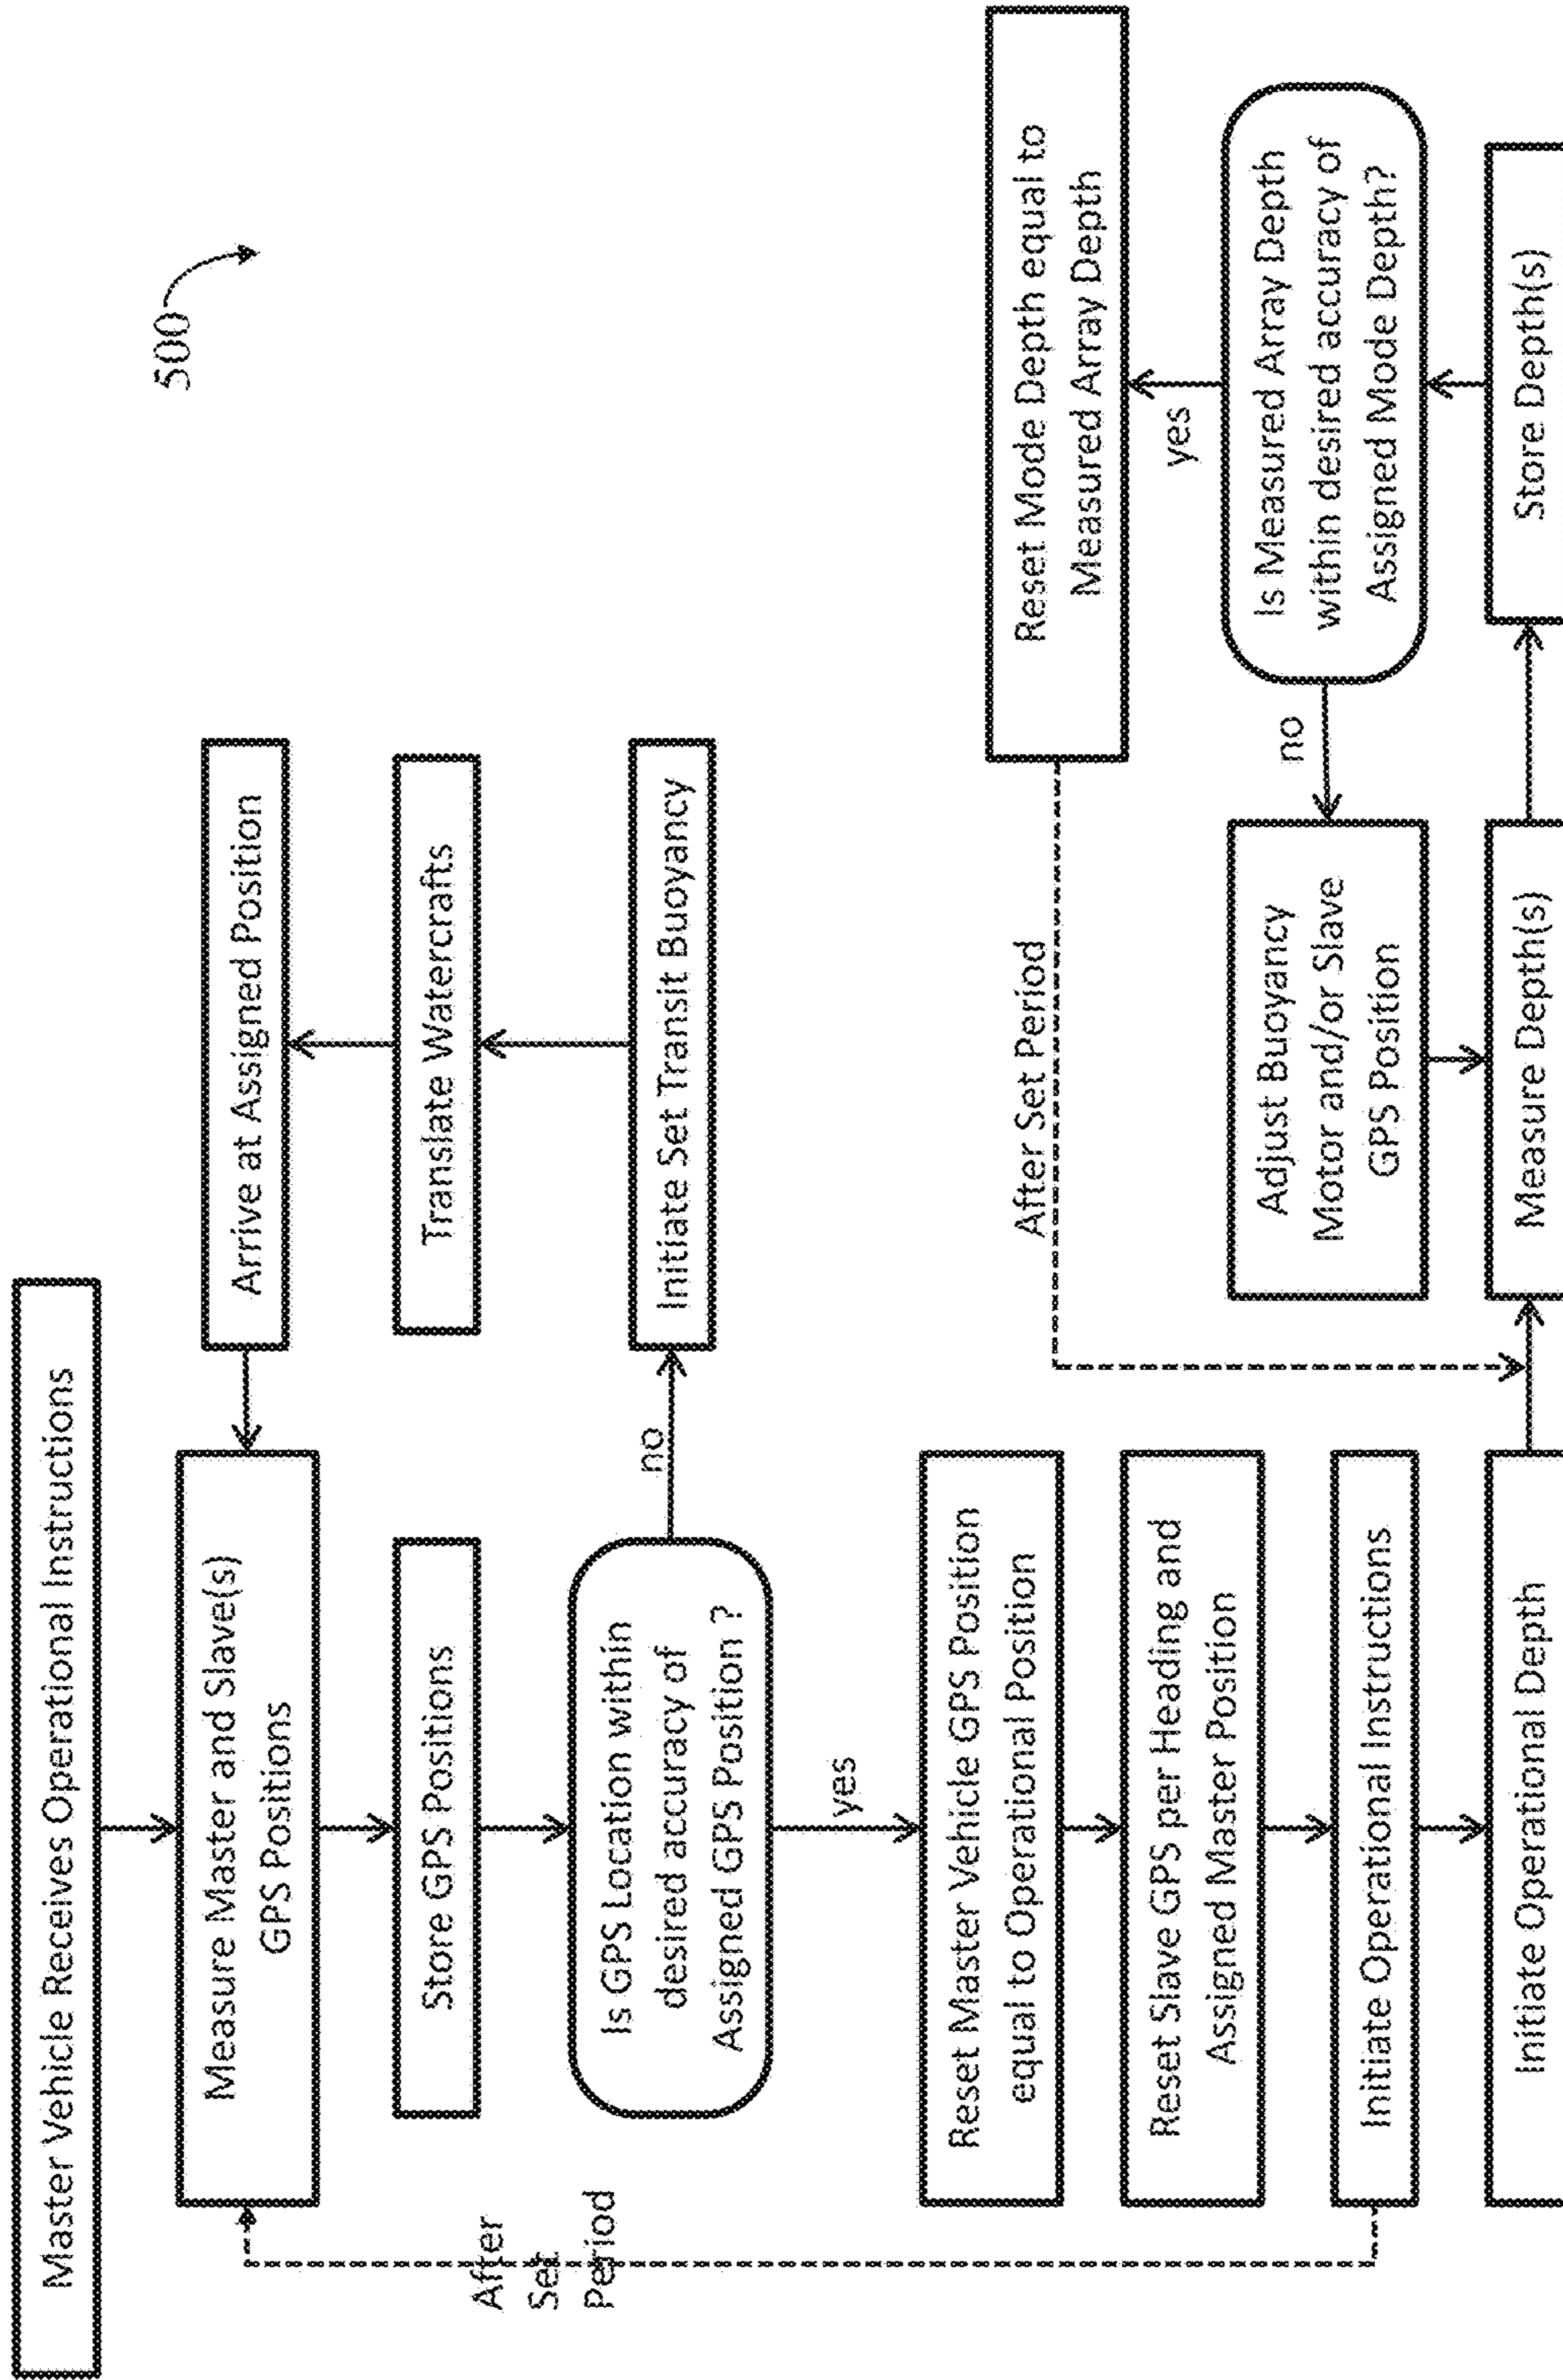 500
Master Vehicle Receives Operational Instructions
Measure Master and Slave(s)
GPS Positions
Arrive at Assigned Position
Store GPS Positions
Translate Watercrafts
Is GPS Location within
desired accuracy of
Assigned GPS Position ?
no
Initiate Set Transit Buoyancy
After
Set
Period
yes
Reset Master Vehicle GPS Position
equal to Operational Position
Reset Slave GPS per Heading and
Assigned Master Position
Initiate Operational Instructions
Initiate Operational Depth
After Set Period
Reset Mode Depth equal to
Measured Array Depth
yes
Adjust Buoyancy
Motor and/or Slave
GPS Position
no
Is Measured Array Depth
within desired accuracy of
Assigned Mode Depth?
Measure Depth(s)
Store Depth(s)